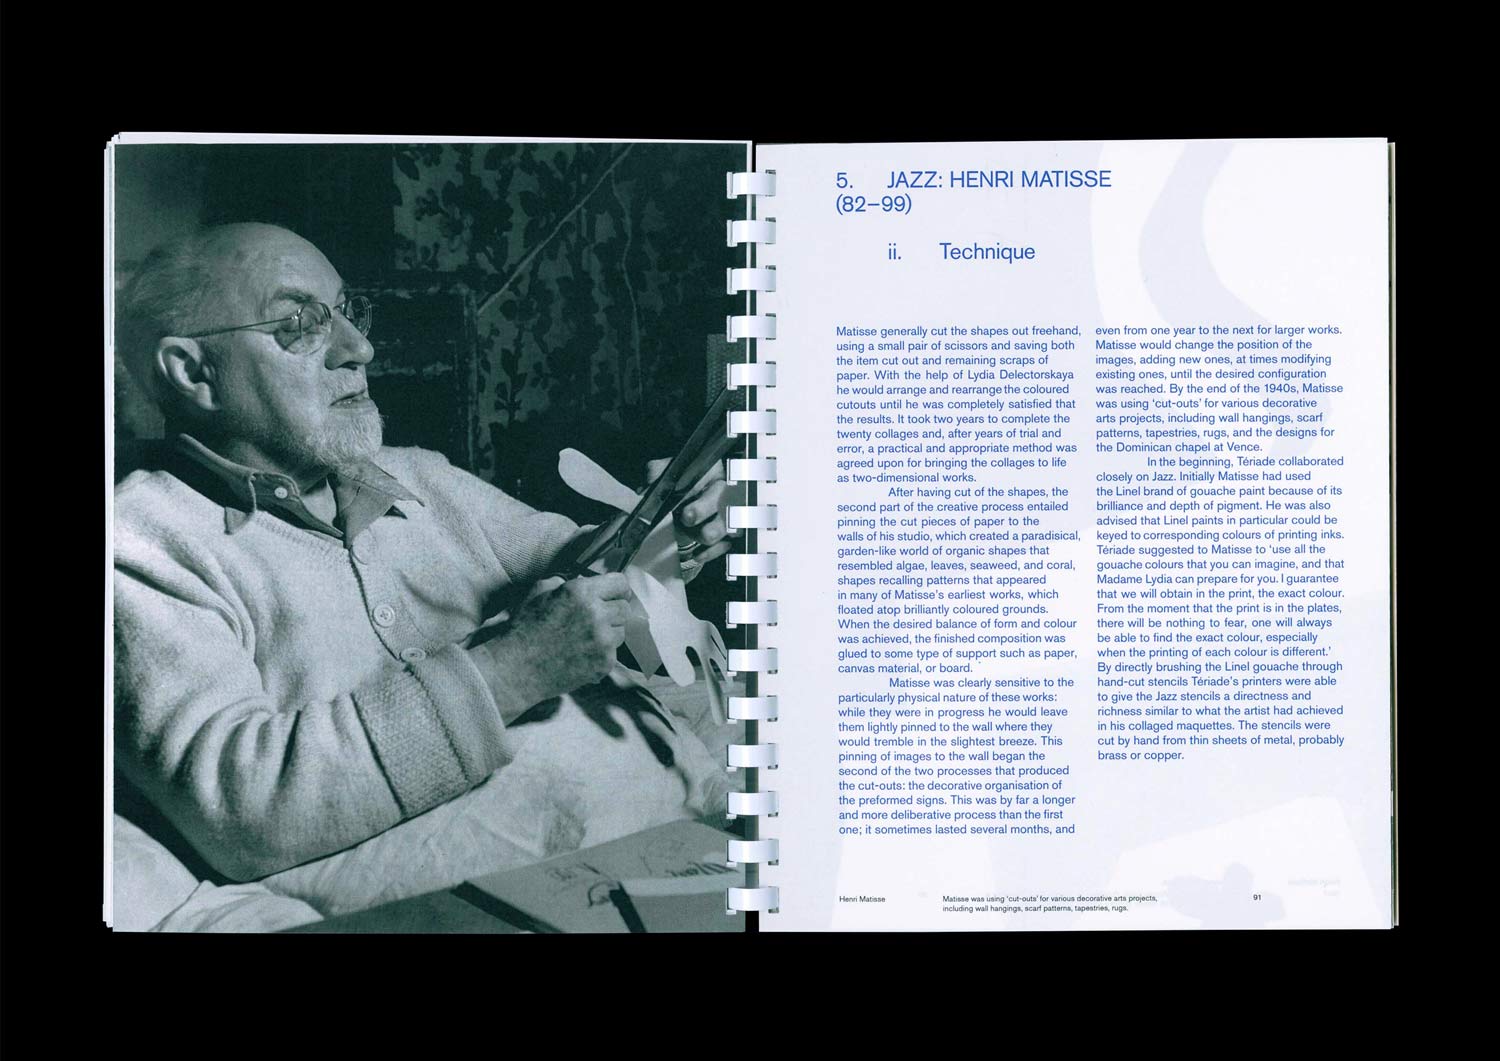 5. JAZZ: HENRI MATISSE
(82–99)
ii. Technique
Matisse generally cut the shapes out freehand,
using a small pair of scissors and saving both
the item cut out and remaining scraps of
paper. With the help of Lydia Delectorskaya
he would arrange and rearrange the coloured
cutouts until he was completely satisfied that
the results. It took two years to complete the
twenty collages and, after years of trial and
error, a practical and appropriate method was
agreed upon for bringing the collages to life
as two-dimensional works.
After having cut of the shapes, the
second part of the creative process entailed
pinning the cut pieces of paper to the
walls of his studio, which created a paradisical,
garden-like world of organic shapes that
resembled algae, leaves, seaweed, and coral,
shapes recalling patterns that appeared
in many of Matisse's earliest works, which
floated atop brilliantly coloured grounds.
When the desired balance of form and colour
was achieved, the finished composition was
glued to some type of support such as paper,
canvas material, or board.
Matisse was clearly sensitive to the
particularly physical nature of these works:
while they were in progress he would leave
them lightly pinned to the wall where they
would tremble in the slightest breeze. This
pinning of images to the wall began the
second of the two processes that produced
the cut-outs: the decorative organisation of
the preformed signs. This was by far a longer
and more deliberative process than the first
one; it sometimes lasted several months, and
even from one year to the next for larger works.
Matisse would change the position of the
images, adding new ones, at times modifying
existing ones, until the desired configuration
was reached. By the end of the 1940s, Matisse
was using 'cut-outs' for various decorative
arts projects, including wall hangings, scarf
patterns, tapestries, rugs, and the designs for
the Dominican chapel at Vence.
In the beginning, Tériade collaborated
closely on Jazz. Initially Matisse had used
the Linel brand of gouache paint because of its
brilliance and depth of pigment. He was also
advised that Linel paints in particular could be
keyed to corresponding colours of printing inks.
Tériade suggested to Matisse to 'use all the
gouache colours that you can imagine, and that
Madame Lydia can prepare for you. I guarantee
that we will obtain in the print, the exact colour.
From the moment that the print is in the plates,
there will be nothing to fear, one will always
be able to find the exact colour, especially
when the printing of each colour is different.'
By directly brushing the Linel gouache through
hand-cut stencils Tériade's printers were able
to give the Jazz stencils a directness and
richness similar to what the artist had achieved
in his collaged maquettes. The stencils were
cut by hand from thin sheets of metal, probably
brass or copper.
Henri Matisse
Matisse was using 'cut-outs' for various decorative arts projects,
including wall hangings, scarf patterns, tapestries, rugs.
91